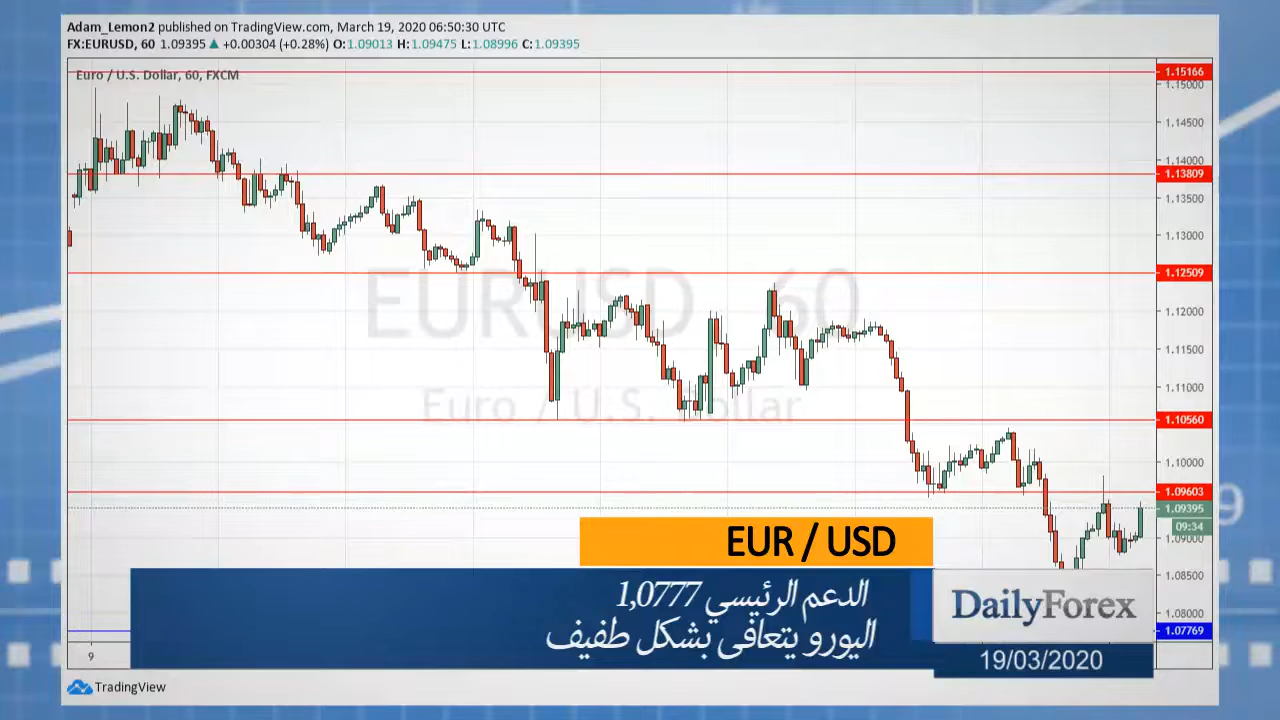 Adam_Lemon2 published on TradingView.com, March 19, 2020 06:50:30 UTC
FX:EURUSD, 60 1.09395 ▲ +0.00304 (+0.28%) O:1.09013 H:1.09475 L:1.08996 C:1.09395
Euro / U.S. Dollar, 60, FXCM
1.15166
1.15000
1.14500
1.14000
1.13809
1.13500
1.13000
1.12509
EURUSD 60
1.12000
1.11500
1.11000
Euro / U.S. Dollar
1.10560
1.10000
1.09603
1.09395
09:34
1.09000
EUR / USD
1.08500
الدعم الرئيسي 1,0777
DailyForex
1.08000
اليورو يتعافى بشكل طفيف
1.07769
9
19/03/2020
TradingView